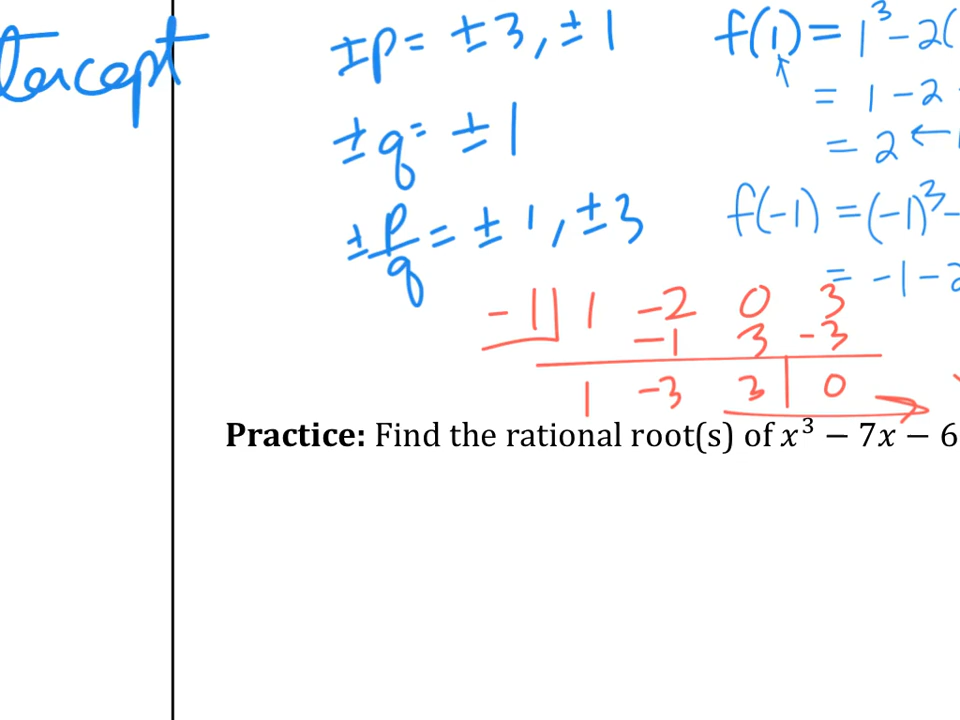 tercept
±p = ±3, ±1
±q = ±1
±p/q = ±1, ±3
f(1) = 1³ - 2(
= 1 - 2
= 2 ←
f(-1) = (-1)³ -
= -1 - 2
-1| 1 -2 0 3
-1 3 -3
1 -3 3 | 0
Practice: Find the rational root(s) of x³ − 7x − 6